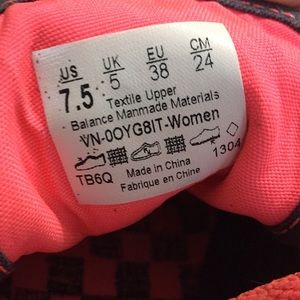 US UK EU CM
7.5 5 38 24
Textile Upper
Balance Manmade Materials
VN-0OYG8IT-Women
TB6Q 1304
Made in China
Fabrique en Chine